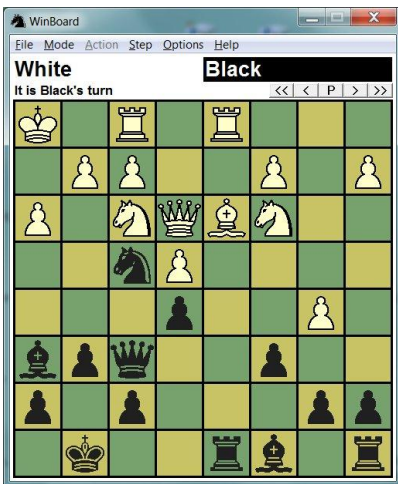 WinBoard
File Mode Action Step Options Help
White Black
It is Black's turn << < P > >>